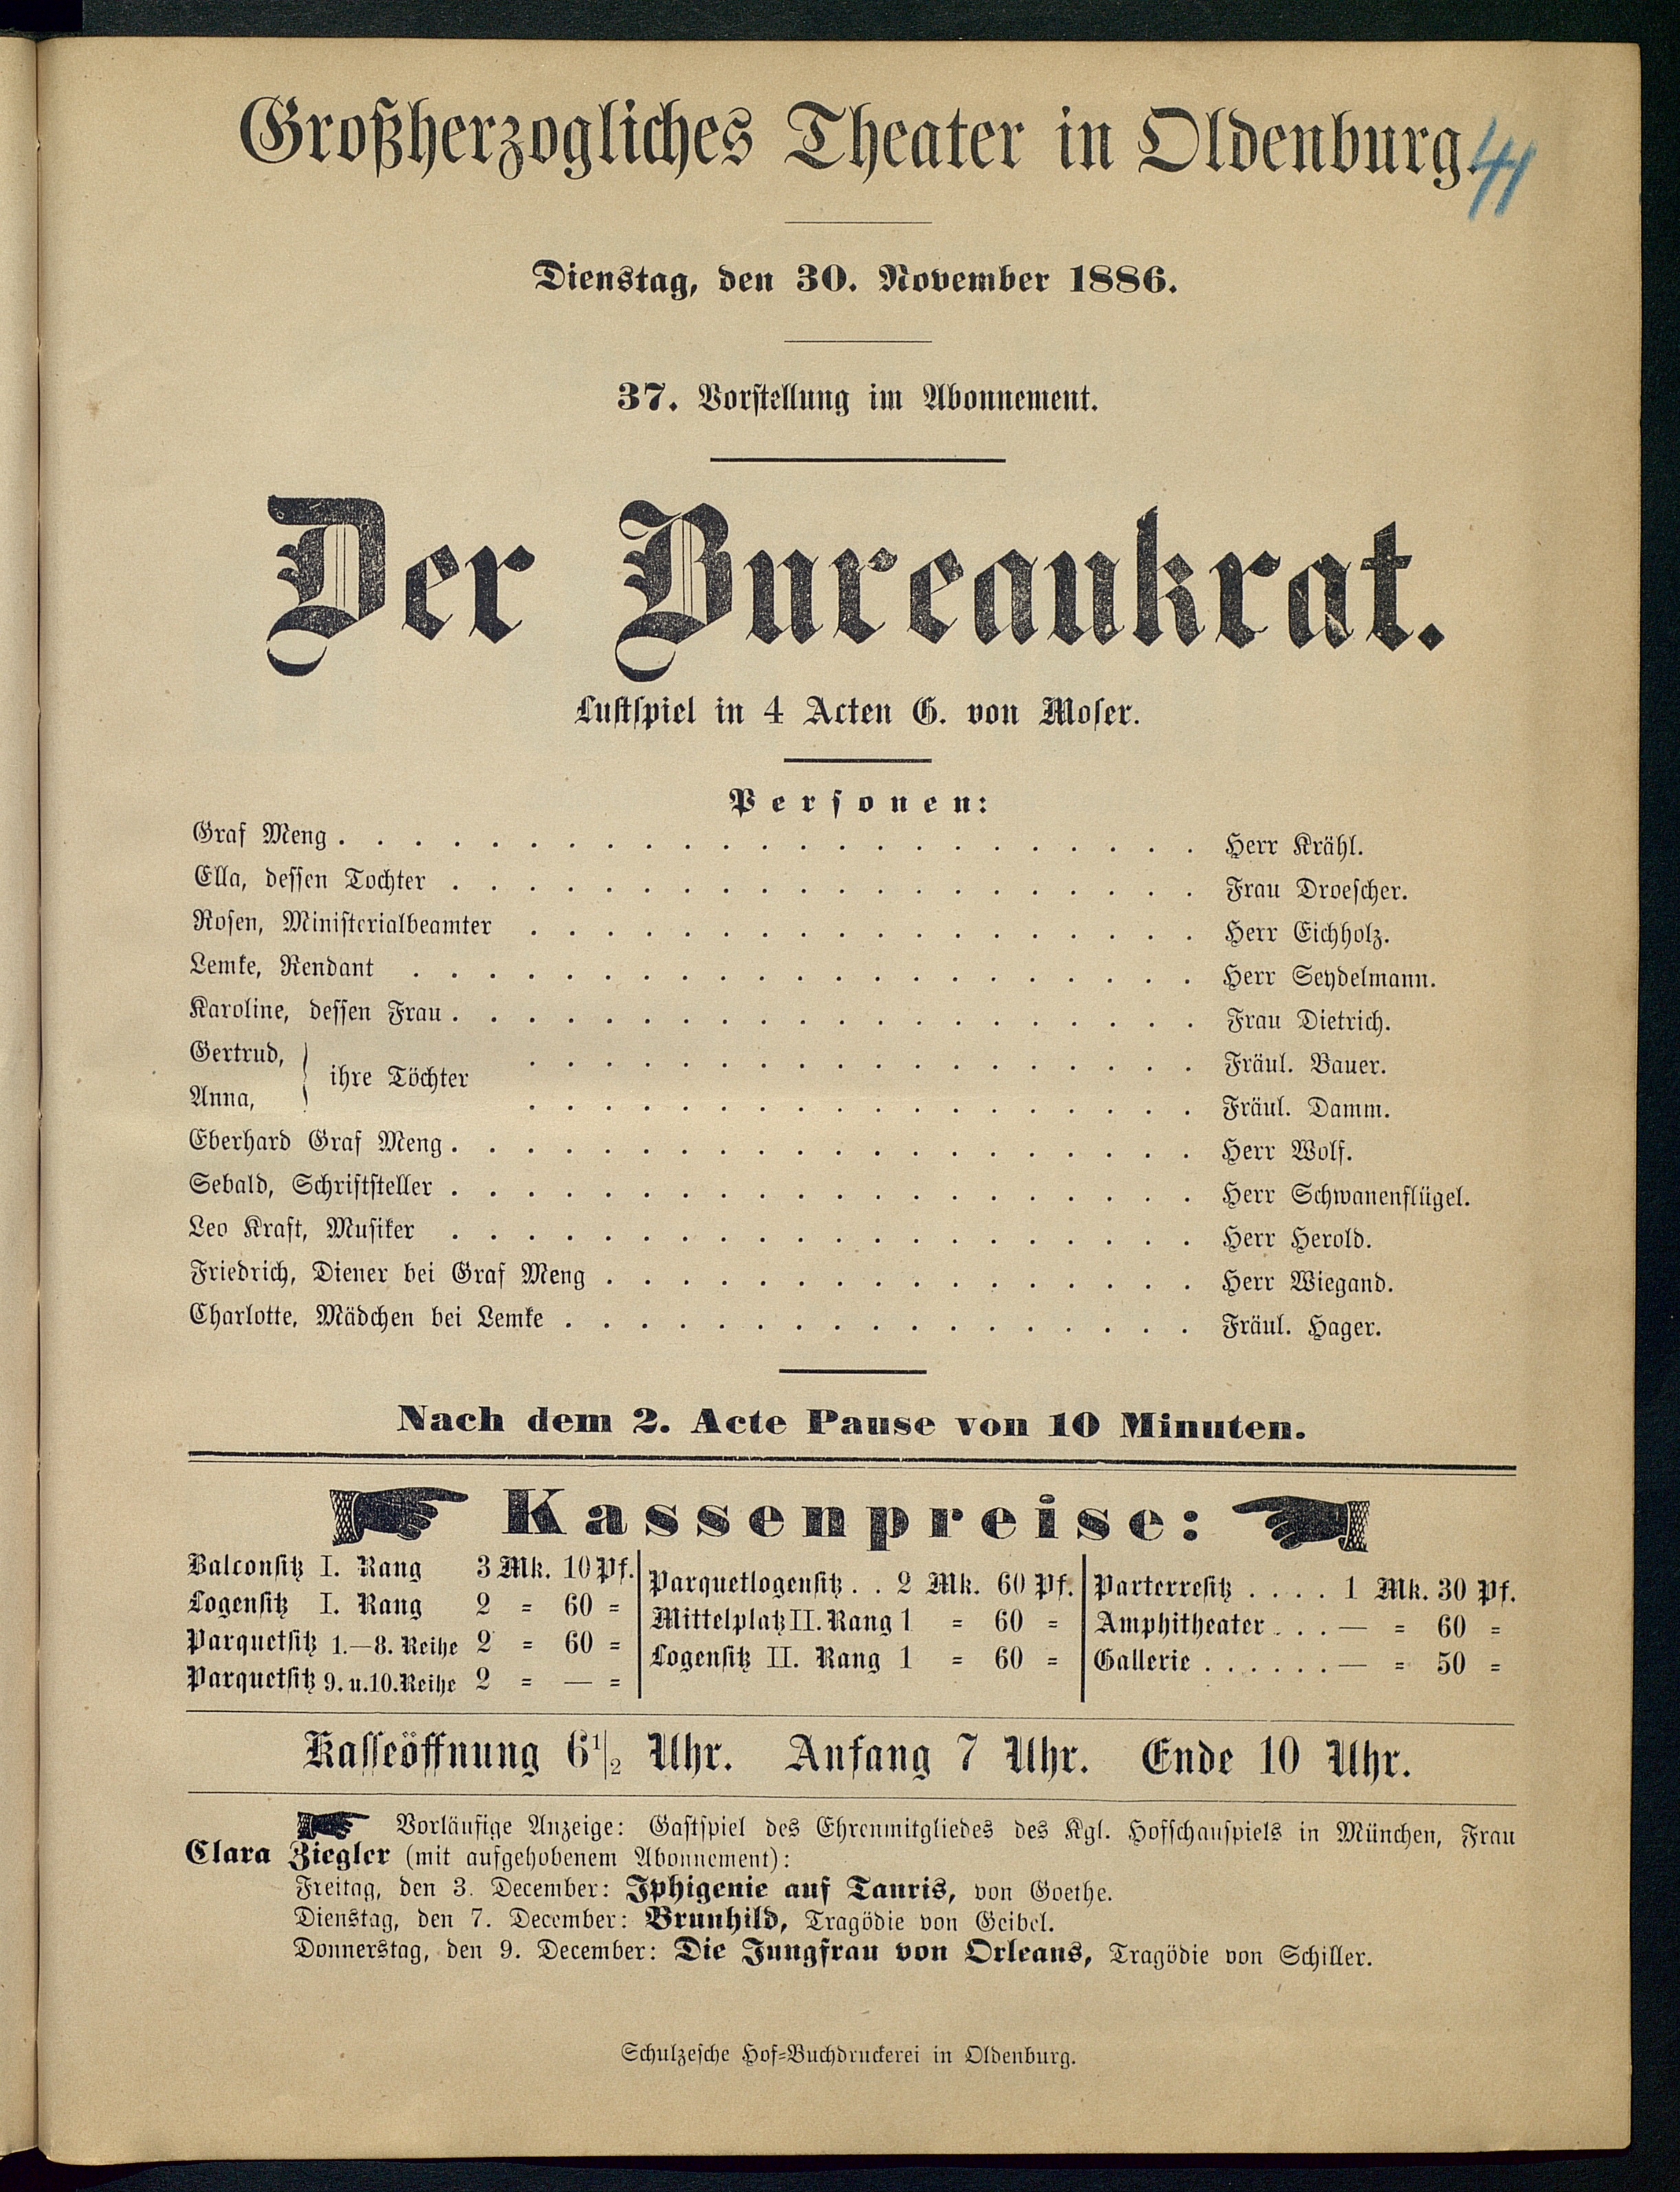 Großherzogliches Theater in Oldenburg.
41
Dienstag, den 30. November 1886.
37. Vorstellung im Abonnement.
Der Bureaukrat.
Lustspiel in 4 Acten G. von Moser.
Personen:
Graf Meng . . . . . . . . . . Herr Krähl.
Ella, dessen Tochter . . . . . . . . . . Frau Droescher.
Rosen, Ministerialbeamter . . . . . . . . . . Herr Eichholz.
Lemke, Rendant . . . . . . . . . . Herr Seydelmann.
Karoline, dessen Frau . . . . . . . . . . Frau Dietrich.
Gertrud, } ihre Töchter . . . . . . . . . . Fräul. Bauer.
Anna, . . . . . . . . . . Fräul. Damm.
Eberhard Graf Meng . . . . . . . . . . Herr Wolf.
Sebald, Schriftsteller . . . . . . . . . . Herr Schwanenflügel.
Leo Kraft, Musiker . . . . . . . . . . Herr Herold.
Friedrich, Diener bei Graf Meng . . . . . . . . . . Herr Wiegand.
Charlotte, Mädchen bei Lemke . . . . . . . . . . Fräul. Hager.
Nach dem 2. Acte Pause von 10 Minuten.
Kassenpreise:
Balconsitz I. Rang 3 Mk. 10 Pf.
Logensitz I. Rang 2 = 60 =
Parquetsitz 1.—8. Reihe 2 = 60 =
Parquetsitz 9. u. 10. Reihe 2 = — =
Parquetlogensitz . . 2 Mk. 60 Pf.
Mittelplatz II. Rang 1 = 60 =
Logensitz II. Rang 1 = 60 =
Parterresitz . . . . 1 Mk. 30 Pf.
Amphitheater . . . — = 60 =
Gallerie . . . . . . — = 50 =
Kasseöffnung 6 1/2 Uhr. Anfang 7 Uhr. Ende 10 Uhr.
Vorläufige Anzeige: Gastspiel des Ehrenmitgliedes des Kgl. Hofschauspiels in München, Frau
Clara Ziegler (mit aufgehobenem Abonnement):
Freitag, den 3. December: Iphigenie auf Tauris, von Goethe.
Dienstag, den 7. December: Brunhild, Tragödie von Geibel.
Donnerstag, den 9. December: Die Jungfrau von Orleans, Tragödie von Schiller.
Schulzesche Hof=Buchdruckerei in Oldenburg.